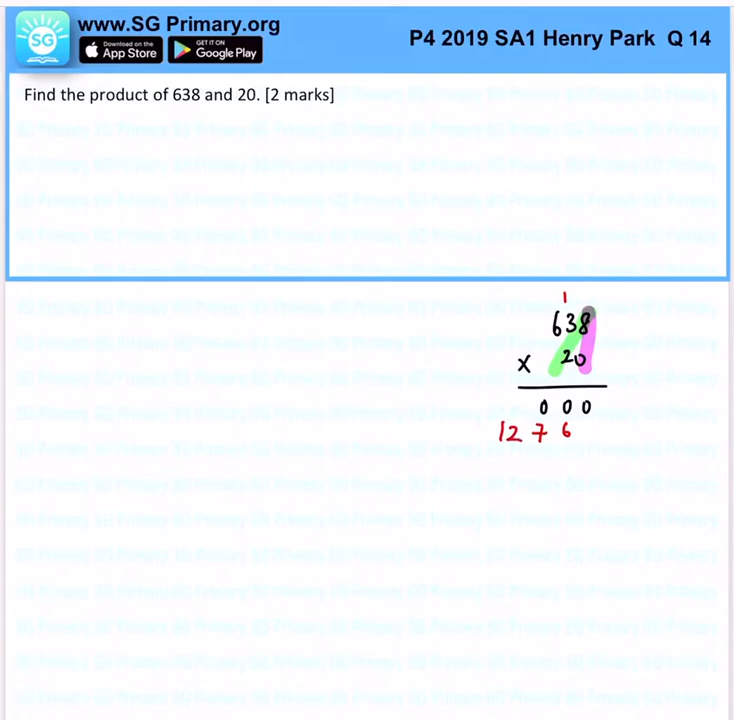 www.SG Primary.org
SG
Download on the App Store
GET IT ON Google Play
P4 2019 SA1 Henry Park Q 14
Find the product of 638 and 20. [2 marks]
1
638
x 20
0 0 0
12 7 6